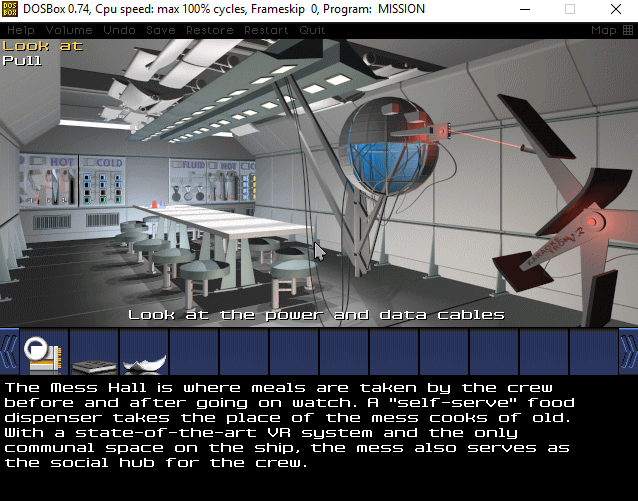 DOSBox 0.74, Cpu speed: max 100% cycles, Frameskip 0, Program: MISSION
Help Volume Undo Save Restore Restart Quit Map
Look at
Pull
HOT COLD FLUID HOT
Look at the power and data cables
The Mess Hall is where meals are taken by the crew
before and after going on watch. A "self-serve" food
dispenser takes the place of the mess cooks of old.
With a state-of-the-art VR system and the only
communal space on the ship, the mess also serves as
the social hub for the crew.